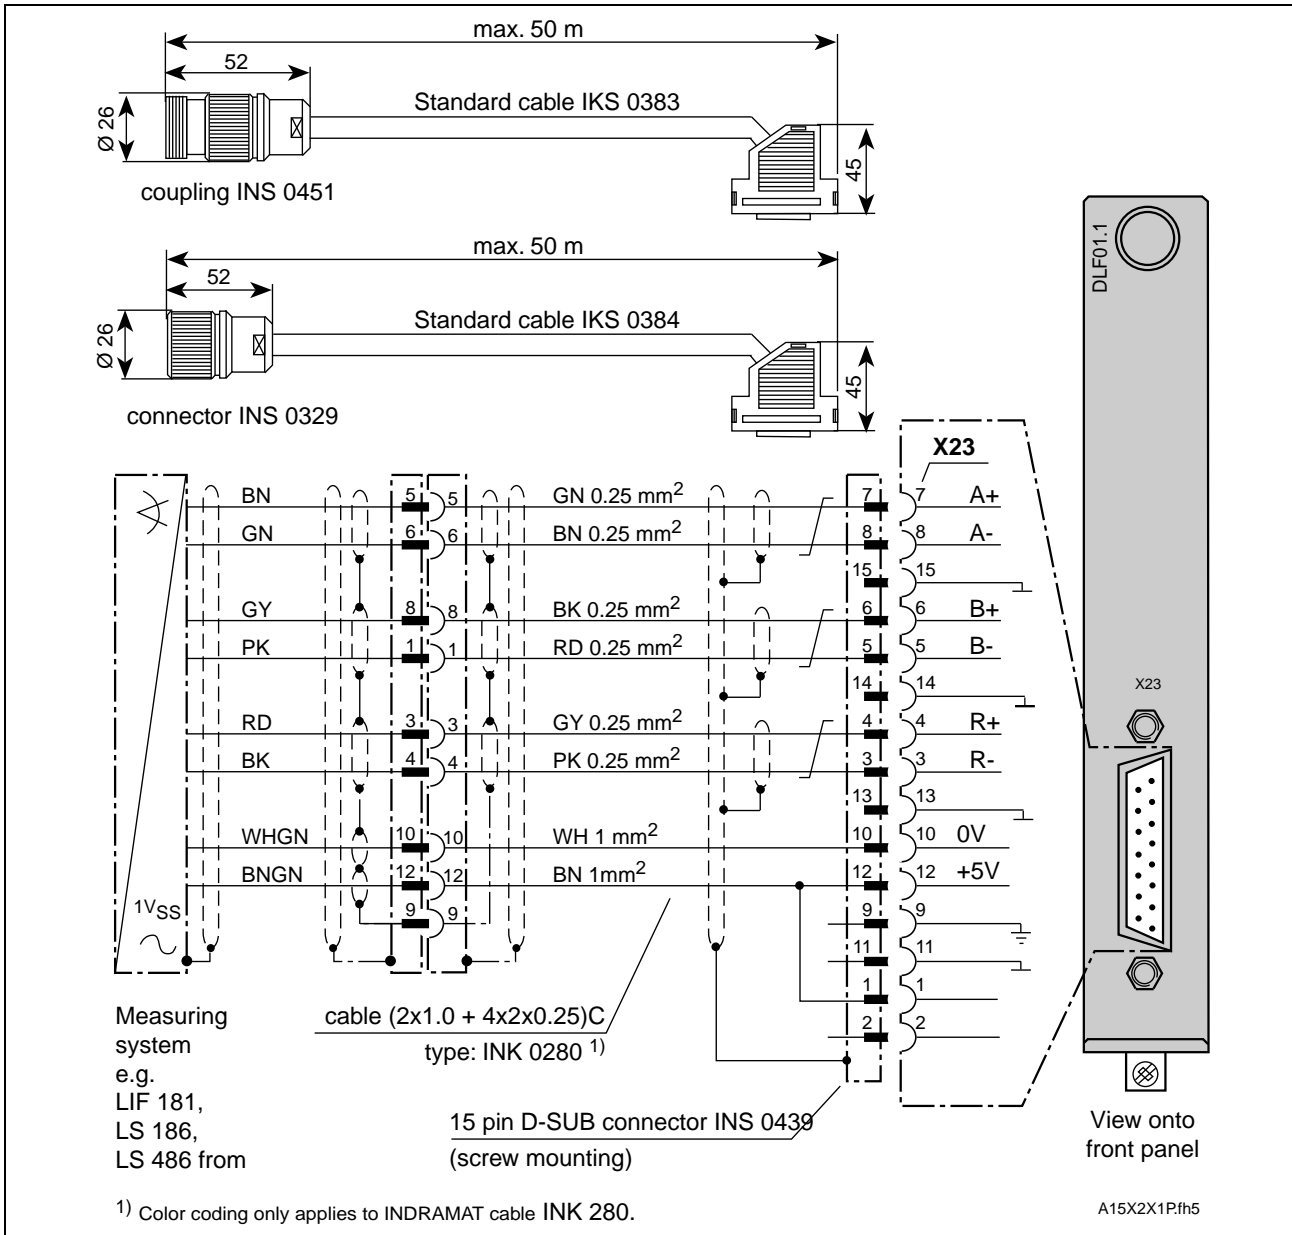 max. 50 m
52
Standard cable IKS 0383
Ø 26
45
coupling INS 0451
max. 50 m
52
Standard cable IKS 0384
Ø 26
45
connector INS 0329
DLF01.1
X23
BN 5 5 GN 0.25 mm2 7 7 A+
GN 6 6 BN 0.25 mm2 8 8 A-
15 15
GY 8 8 BK 0.25 mm2 6 6 B+
PK 1 1 RD 0.25 mm2 5 5 B-
14 14
X23
RD 3 3 GY 0.25 mm2 4 4 R+
BK 4 4 PK 0.25 mm2 3 3 R-
13 13
WHGN 10 10 WH 1 mm2 10 10 0V
BNGN 12 12 BN 1mm2 12 12 +5V
1VSS 9 9 9 9
11 11
1 1
2 2
Measuring
system
e.g.
LIF 181,
LS 186,
LS 486 from
cable (2x1.0 + 4x2x0.25)C
type: INK 0280 1)
15 pin D-SUB connector INS 0439
(screw mounting)
View onto
front panel
1) Color coding only applies to INDRAMAT cable INK 280.
A15X2X1P.fh5